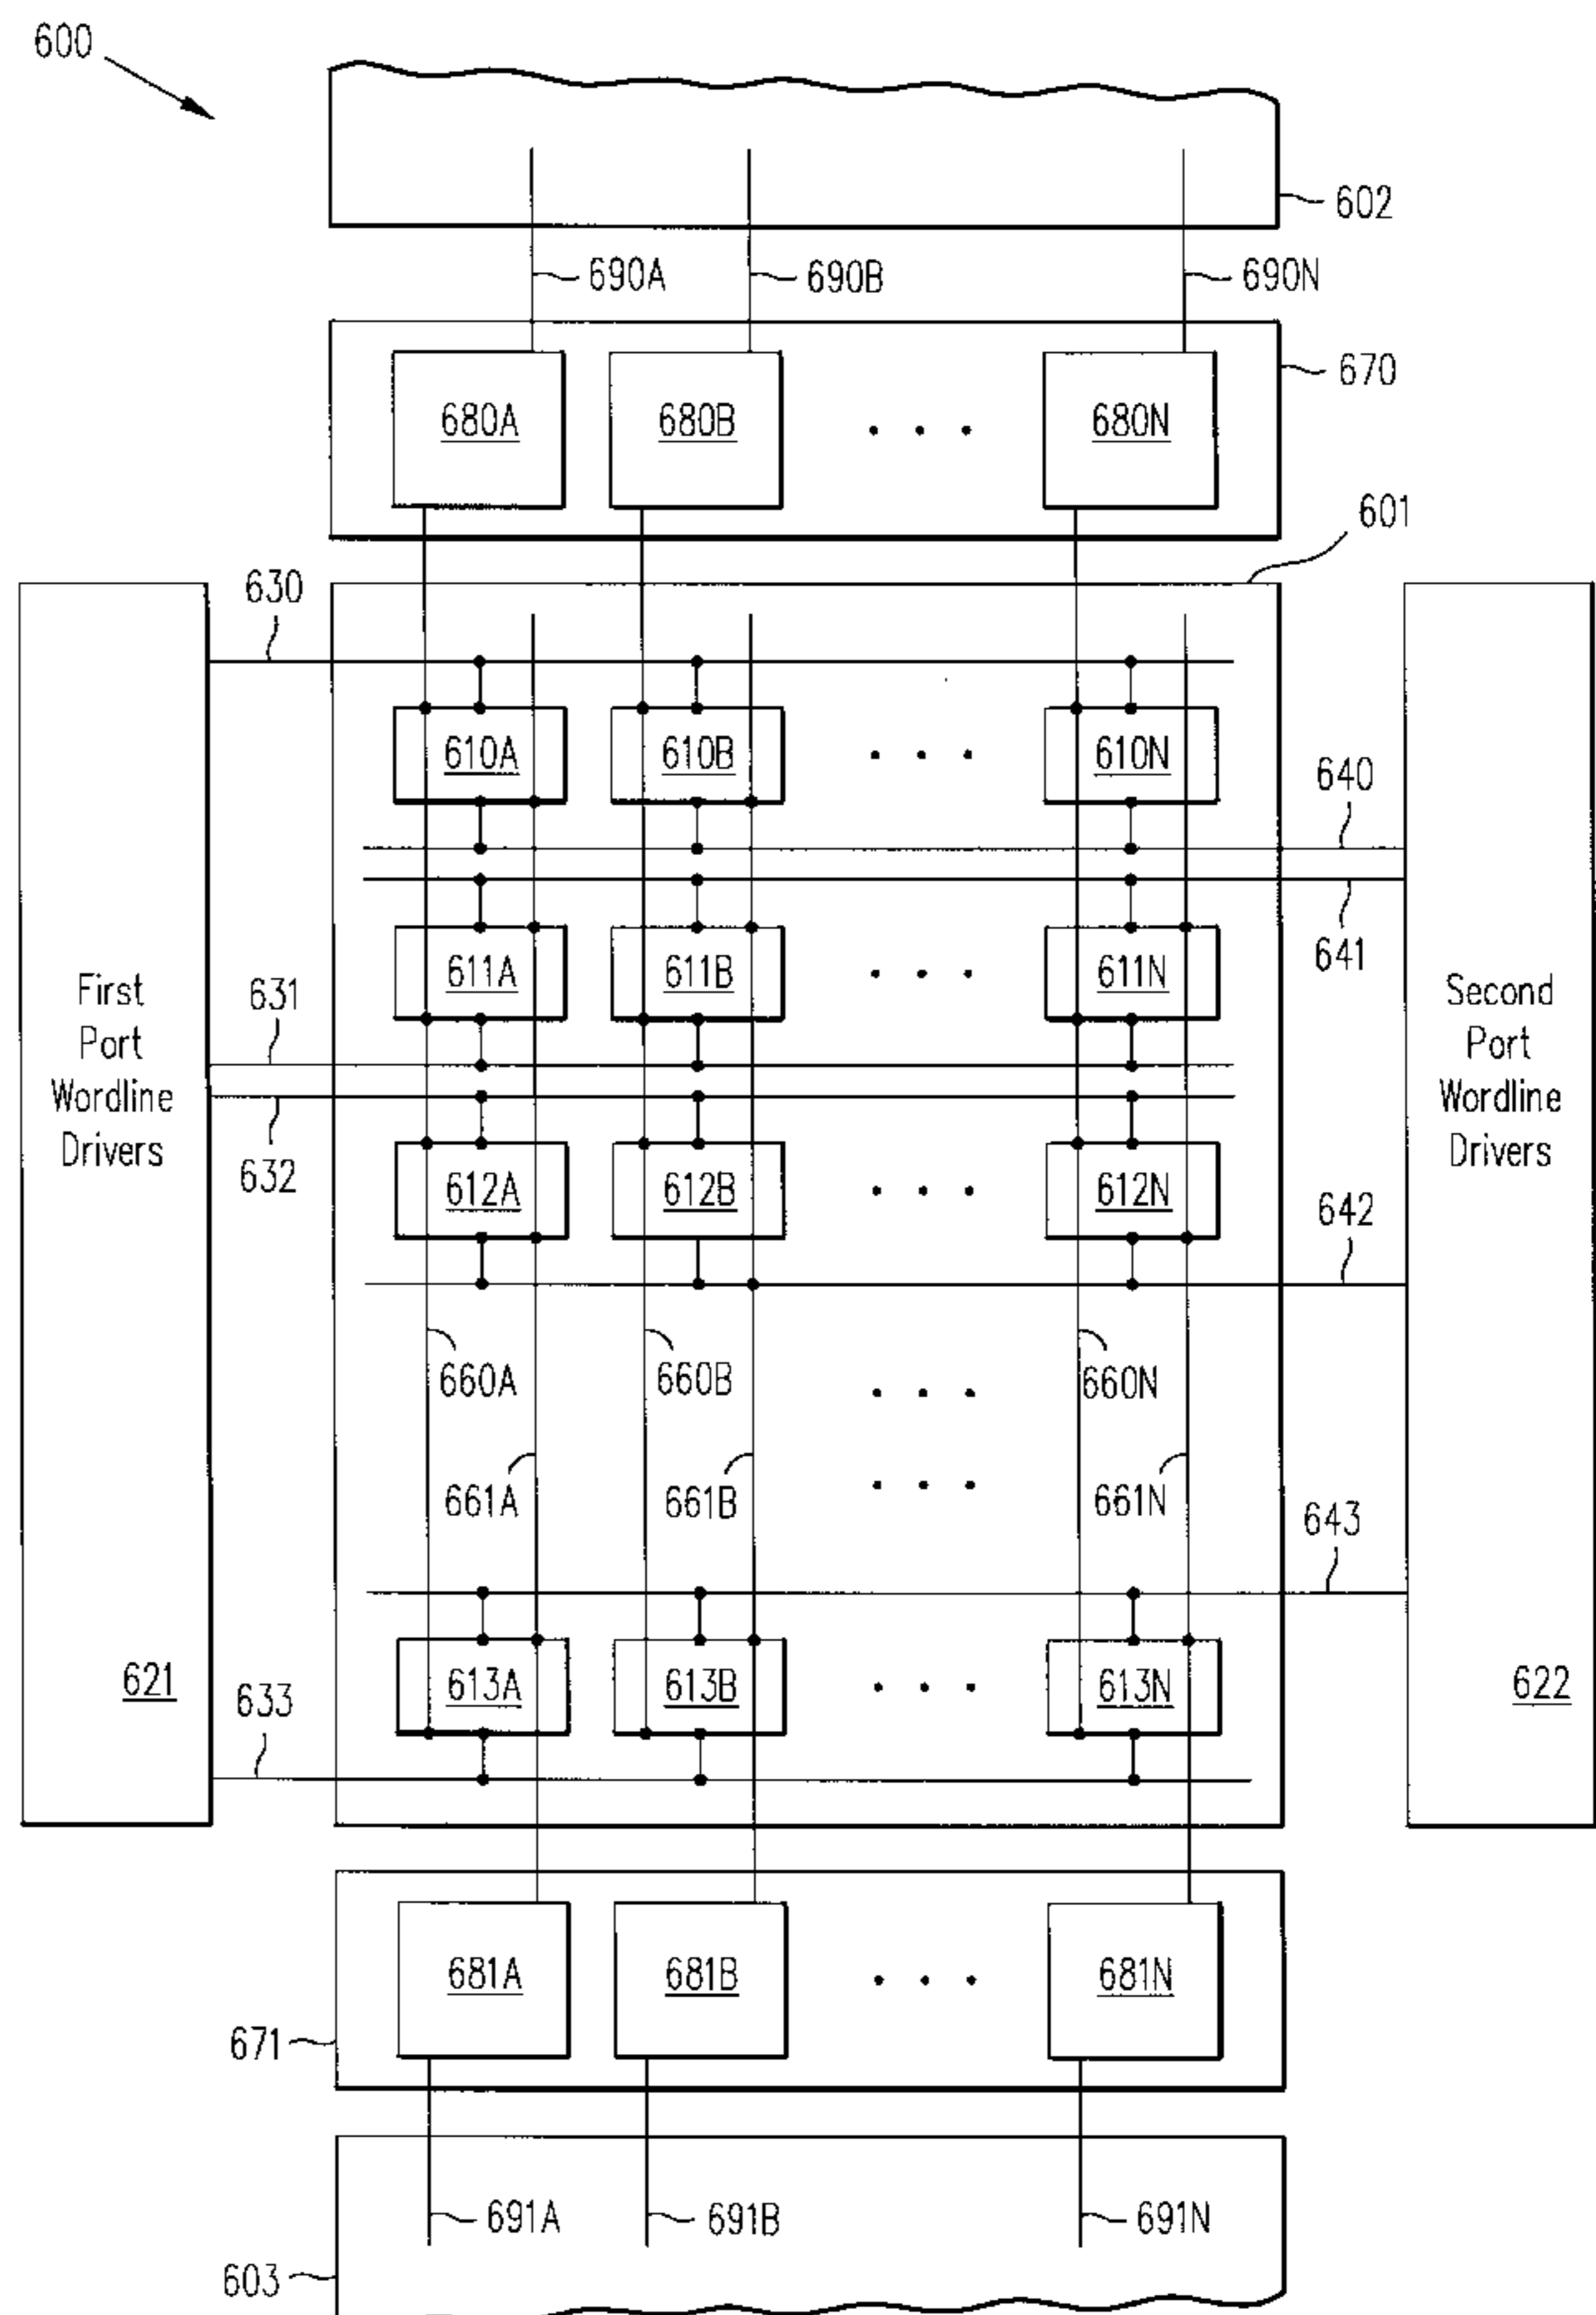 600
602
690A 690B 690N
670
680A 680B 680N
601
630
610A 610B 610N
640
641
611A 611B 611N
631
First
Port
Wordline
Drivers
Second
Port
Wordline
Drivers
632
612A 612B 612N
642
660A 660B 660N
661A 661B 661N
643
621
633
613A 613B 613N
622
681A 681B 681N
671
691A 691B 691N
603